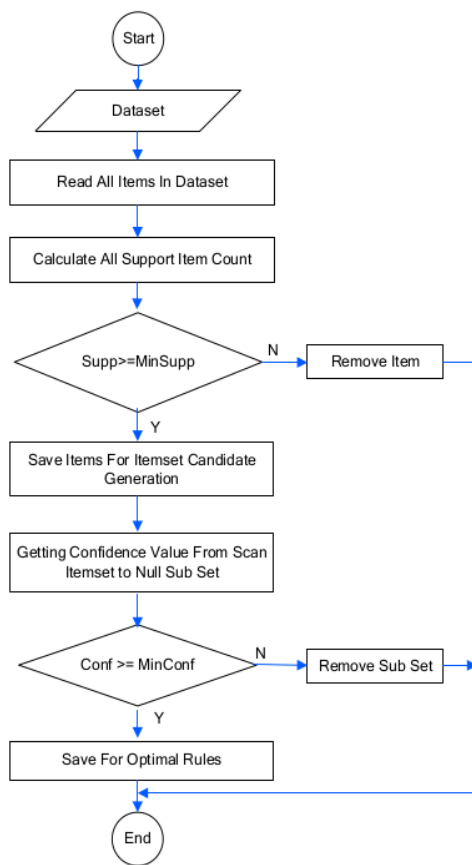 Start
Dataset
Read All Items In Dataset
Calculate All Support Item Count
Supp>=MinSupp
N
Remove Item
Y
Save Items For Itemset Candidate
Generation
Getting Confidence Value From Scan
Itemset to Null Sub Set
Conf >= MinConf
N
Remove Sub Set
Y
Save For Optimal Rules
End